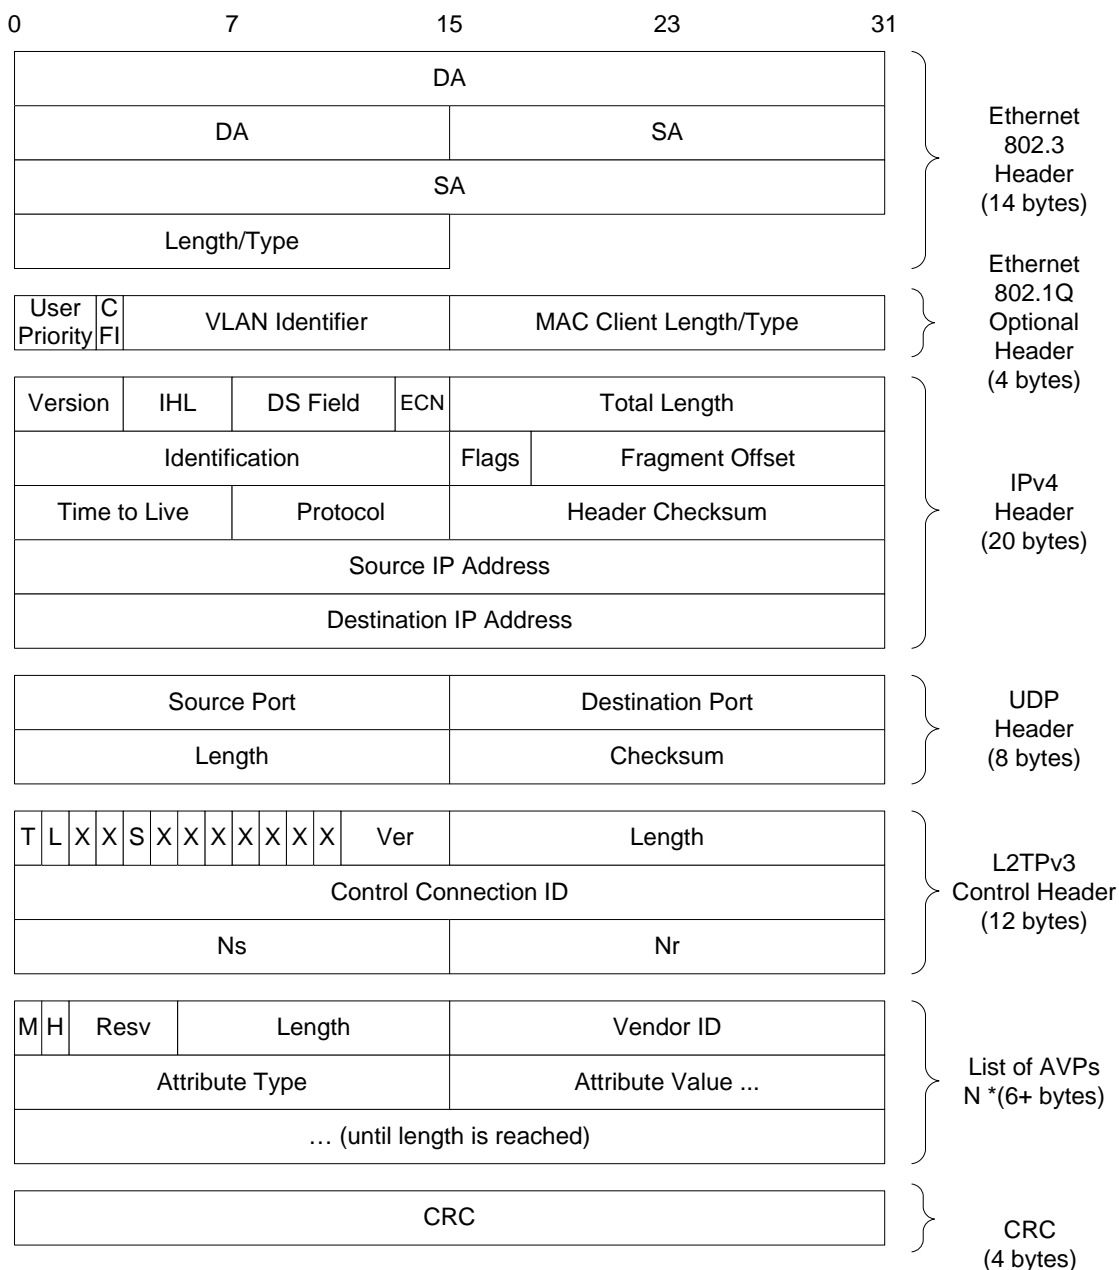 0 7 15 23 31
DA
DA SA
SA
Length/Type
Ethernet
802.3
Header
(14 bytes)
User
Priority
C
FI
VLAN Identifier
MAC Client Length/Type
Ethernet
802.1Q
Optional
Header
(4 bytes)
Version IHL DS Field ECN Total Length
Identification Flags Fragment Offset
Time to Live Protocol Header Checksum
Source IP Address
Destination IP Address
IPv4
Header
(20 bytes)
Source Port Destination Port
Length Checksum
UDP
Header
(8 bytes)
T L X X S X X X X X X X Ver Length
Control Connection ID
Ns Nr
L2TPv3
Control Header
(12 bytes)
M H Resv Length Vendor ID
Attribute Type Attribute Value ...
… (until length is reached)
List of AVPs
N *(6+ bytes)
CRC
CRC
(4 bytes)